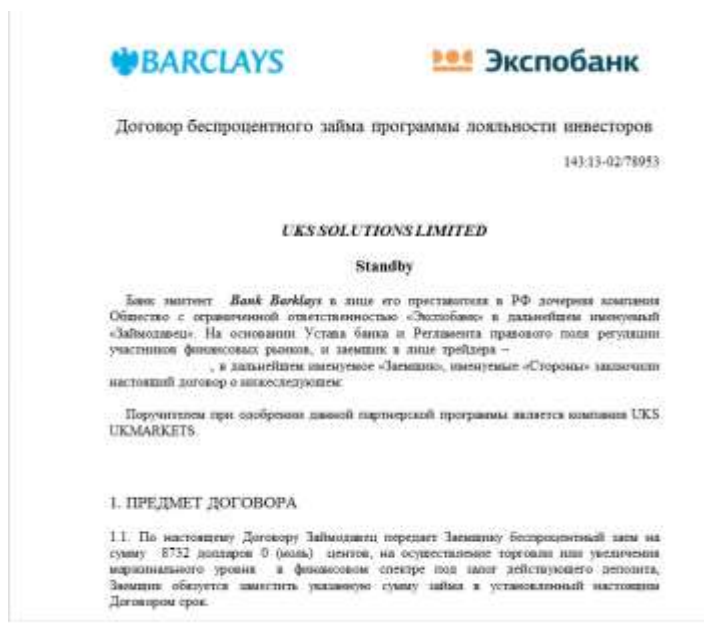 BARCLAYS
Экспобанк
Договор беспроцентного займа программы лояльности инвесторов
143:13-02/78953
UKS SOLUTIONS LIMITED
Standby
Банк эмитент Bank Barklays в лице его преставителя в РФ дочерняя компания
Общество с ограниченной ответственностью «Экспобанк» в дальнейшем именуемый
«Займодавец». На основании Устава банка и Регламента правового поля регуляции
участников финансовых рынков, и заемщик в лице трейдера –
, в дальнейшем именуемое «Заемщик», именуемые «Стороны» заключили
настоящий договор о нижеследующем:
Поручителем при одобрении данной партнерской программы является компания UKS
UKMARKETS.
1. ПРЕДМЕТ ДОГОВОРА
1.1. По настоящему Договору Займодавец передает Заемщику беспроцентный заем на
сумму 8732 долларов 0 (ноль) центов, на осуществление торговли или увеличения
маржинального уровня в финансовом спектре под залог действующего депозита,
Заемщик обязуется заместить указанную сумму займа в установленный настоящим
Договором срок.